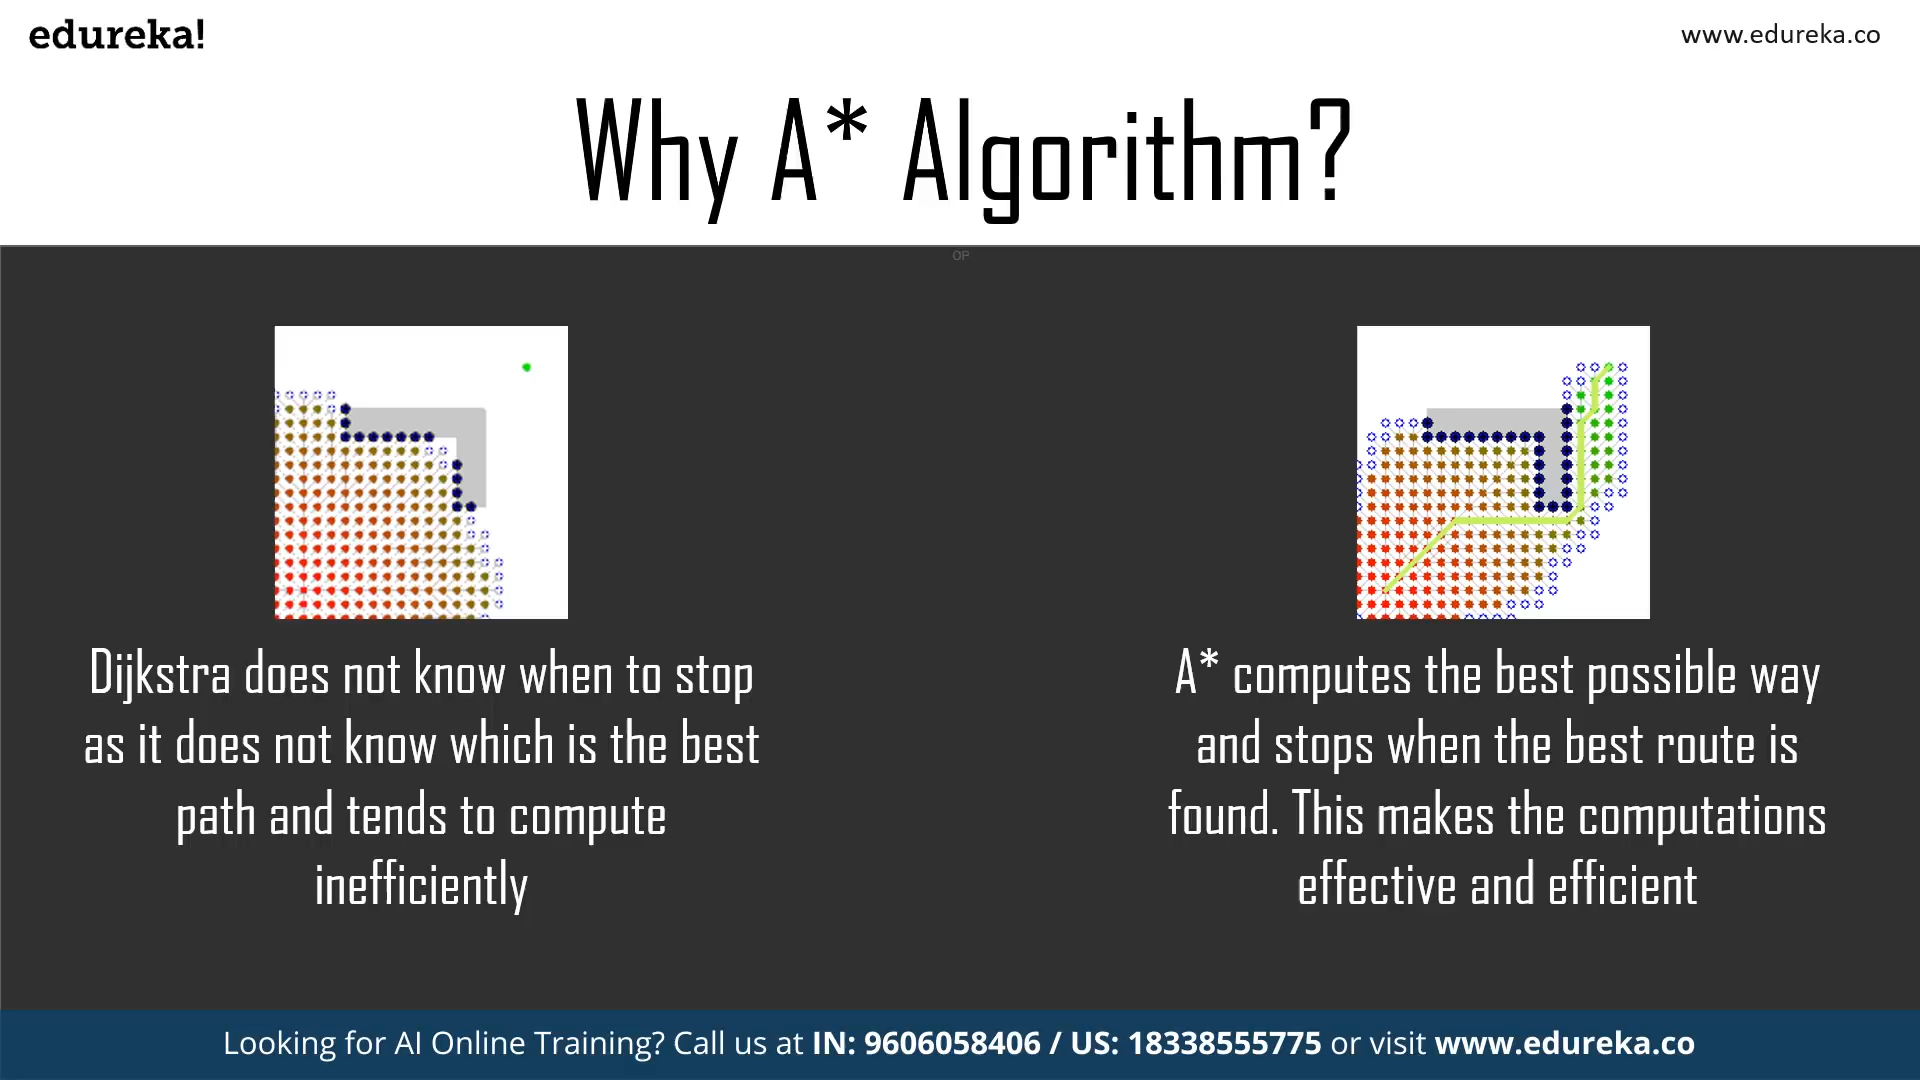 edureka!
www.edureka.co
Why A* Algorithm?
OP
Dijkstra does not know when to stop
as it does not know which is the best
path and tends to compute
inefficiently
A* computes the best possible way
and stops when the best route is
found. This makes the computations
effective and efficient
Looking for AI Online Training? Call us at IN: 9606058406 / US: 18338555775 or visit www.edureka.co